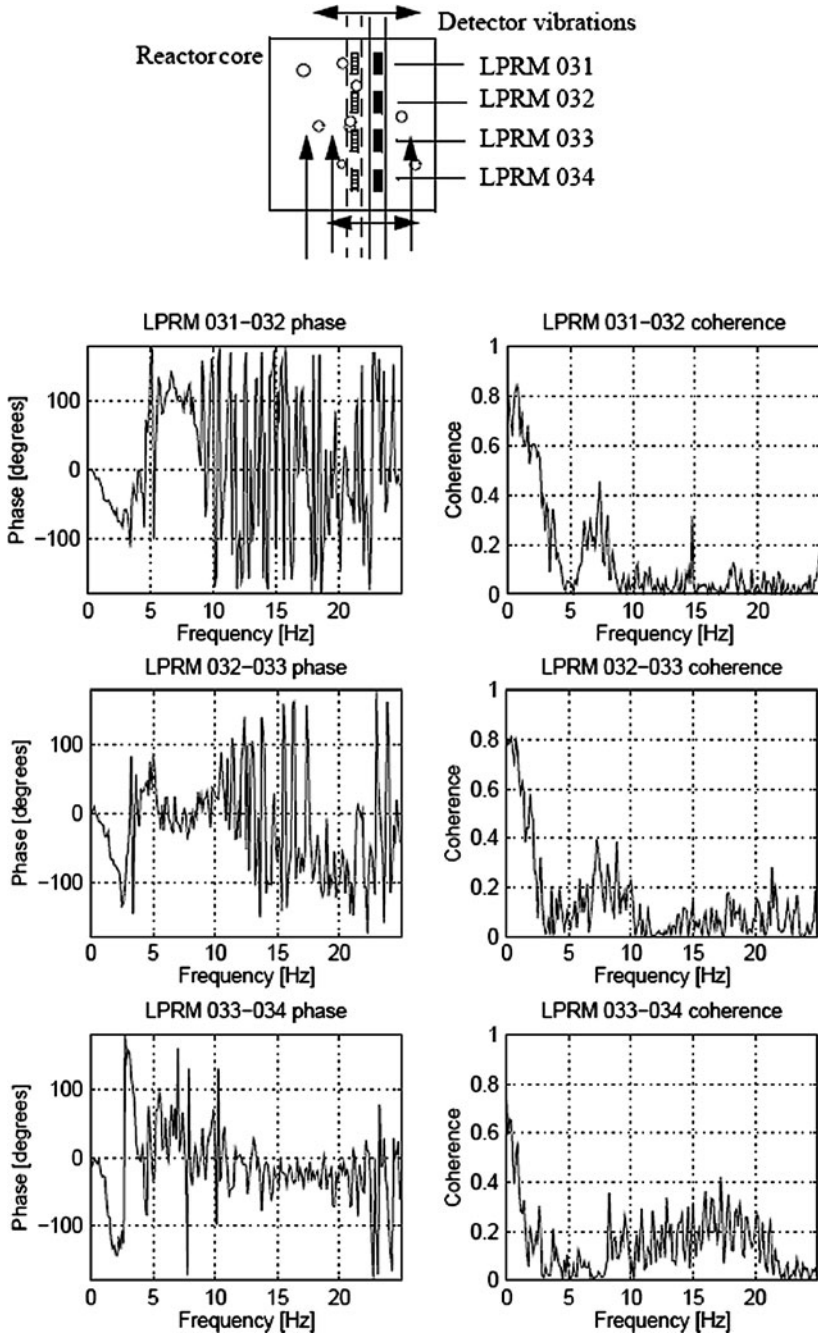 Detector vibrations
Reactor core
LPRM 031
LPRM 032
LPRM 033
LPRM 034
LPRM 031−032 phase
Phase [degrees]
100
0
−100
0 5 10 15 20
Frequency [Hz]
LPRM 031−032 coherence
Coherence
1
0.8
0.6
0.4
0.2
0
0 5 10 15 20
Frequency [Hz]
LPRM 032−033 phase
Phase [degrees]
100
0
−100
0 5 10 15 20
Frequency [Hz]
LPRM 032−033 coherence
Coherence
1
0.8
0.6
0.4
0.2
0
0 5 10 15 20
Frequency [Hz]
LPRM 033−034 phase
Phase [degrees]
100
0
−100
0 5 10 15 20
Frequency [Hz]
LPRM 033−034 coherence
Coherence
1
0.8
0.6
0.4
0.2
0
0 5 10 15 20
Frequency [Hz]